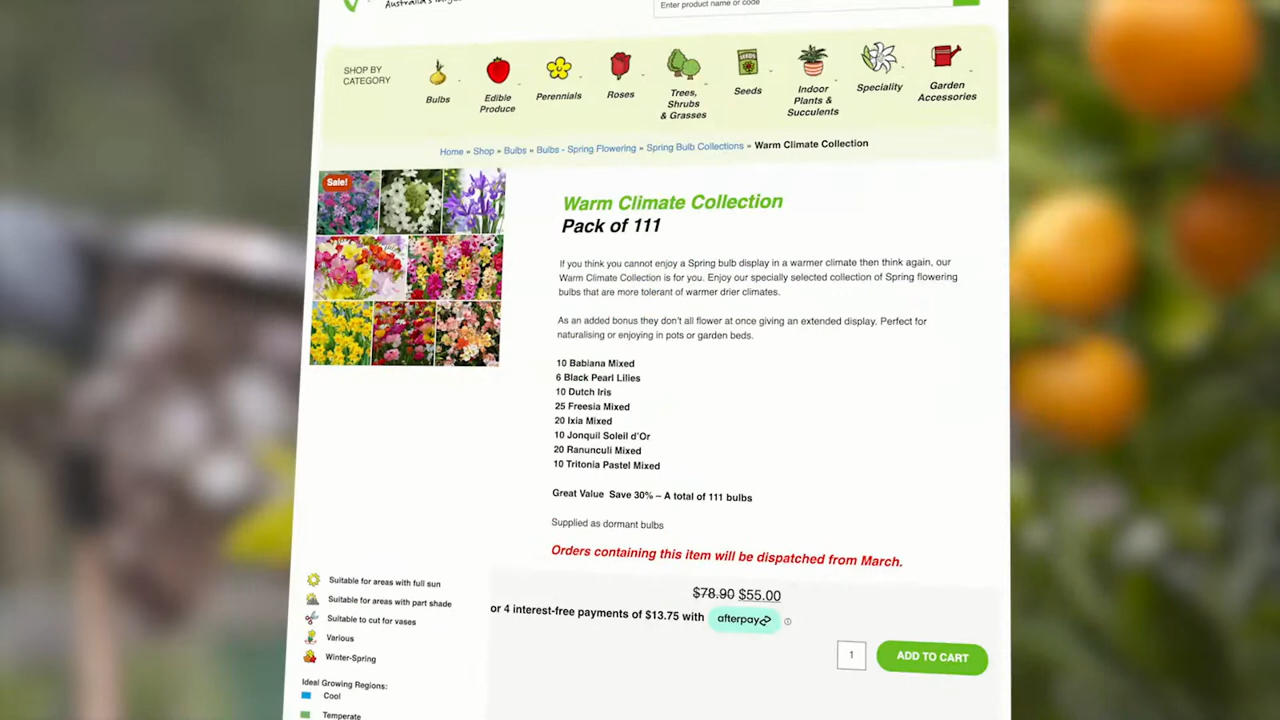 Australia's
Enter product name or code
SHOP BY
CATEGORY
Bulbs
Edible
Produce
Perennials
Roses
Trees,
Shrubs
& Grasses
SEEDS
Seeds
Indoor
Plants &
Succulents
Speciality
Garden
Accessories
Home » Shop » Bulbs » Bulbs - Spring Flowering » Spring Bulb Collections » Warm Climate Collection
Sale!
Warm Climate Collection
Pack of 111
If you think you cannot enjoy a Spring bulb display in a warmer climate then think again, our
Warm Climate Collection is for you. Enjoy our specially selected collection of Spring flowering
bulbs that are more tolerant of warmer drier climates.
As an added bonus they don't all flower at once giving an extended display. Perfect for
naturalising or enjoying in pots or garden beds.
10 Babiana Mixed
6 Black Pearl Lilies
10 Dutch Iris
25 Freesia Mixed
20 Ixia Mixed
10 Jonquil Soleil d'Or
20 Ranunculi Mixed
10 Tritonia Pastel Mixed
Great Value Save 30% – A total of 111 bulbs
Supplied as dormant bulbs
Orders containing this item will be dispatched from March.
$78.90 $55.00
or 4 interest-free payments of $13.75 with afterpay
1
ADD TO CART
Suitable for areas with full sun
Suitable for areas with part shade
Suitable to cut for vases
Various
Winter-Spring
Ideal Growing Regions:
Cool
Temperate